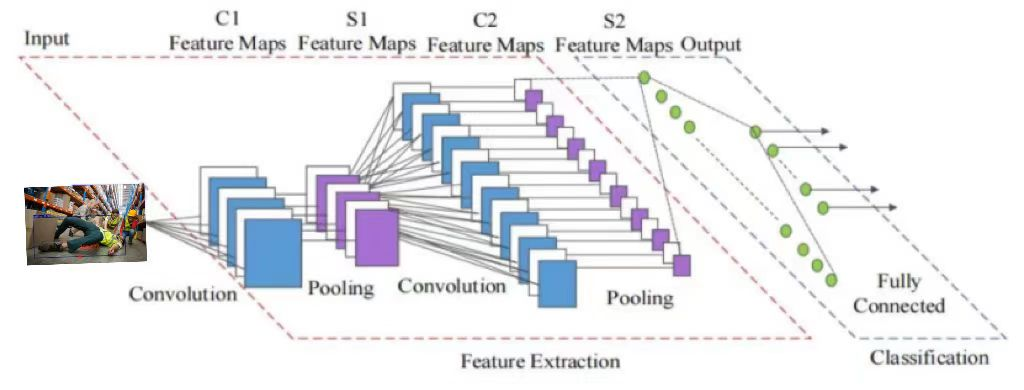 Input
C1
Feature Maps
S1
Feature Maps
C2
Feature Maps
S2
Feature Maps
Output
Convolution
Pooling
Convolution
Pooling
Fully
Connected
Feature Extraction
Classification